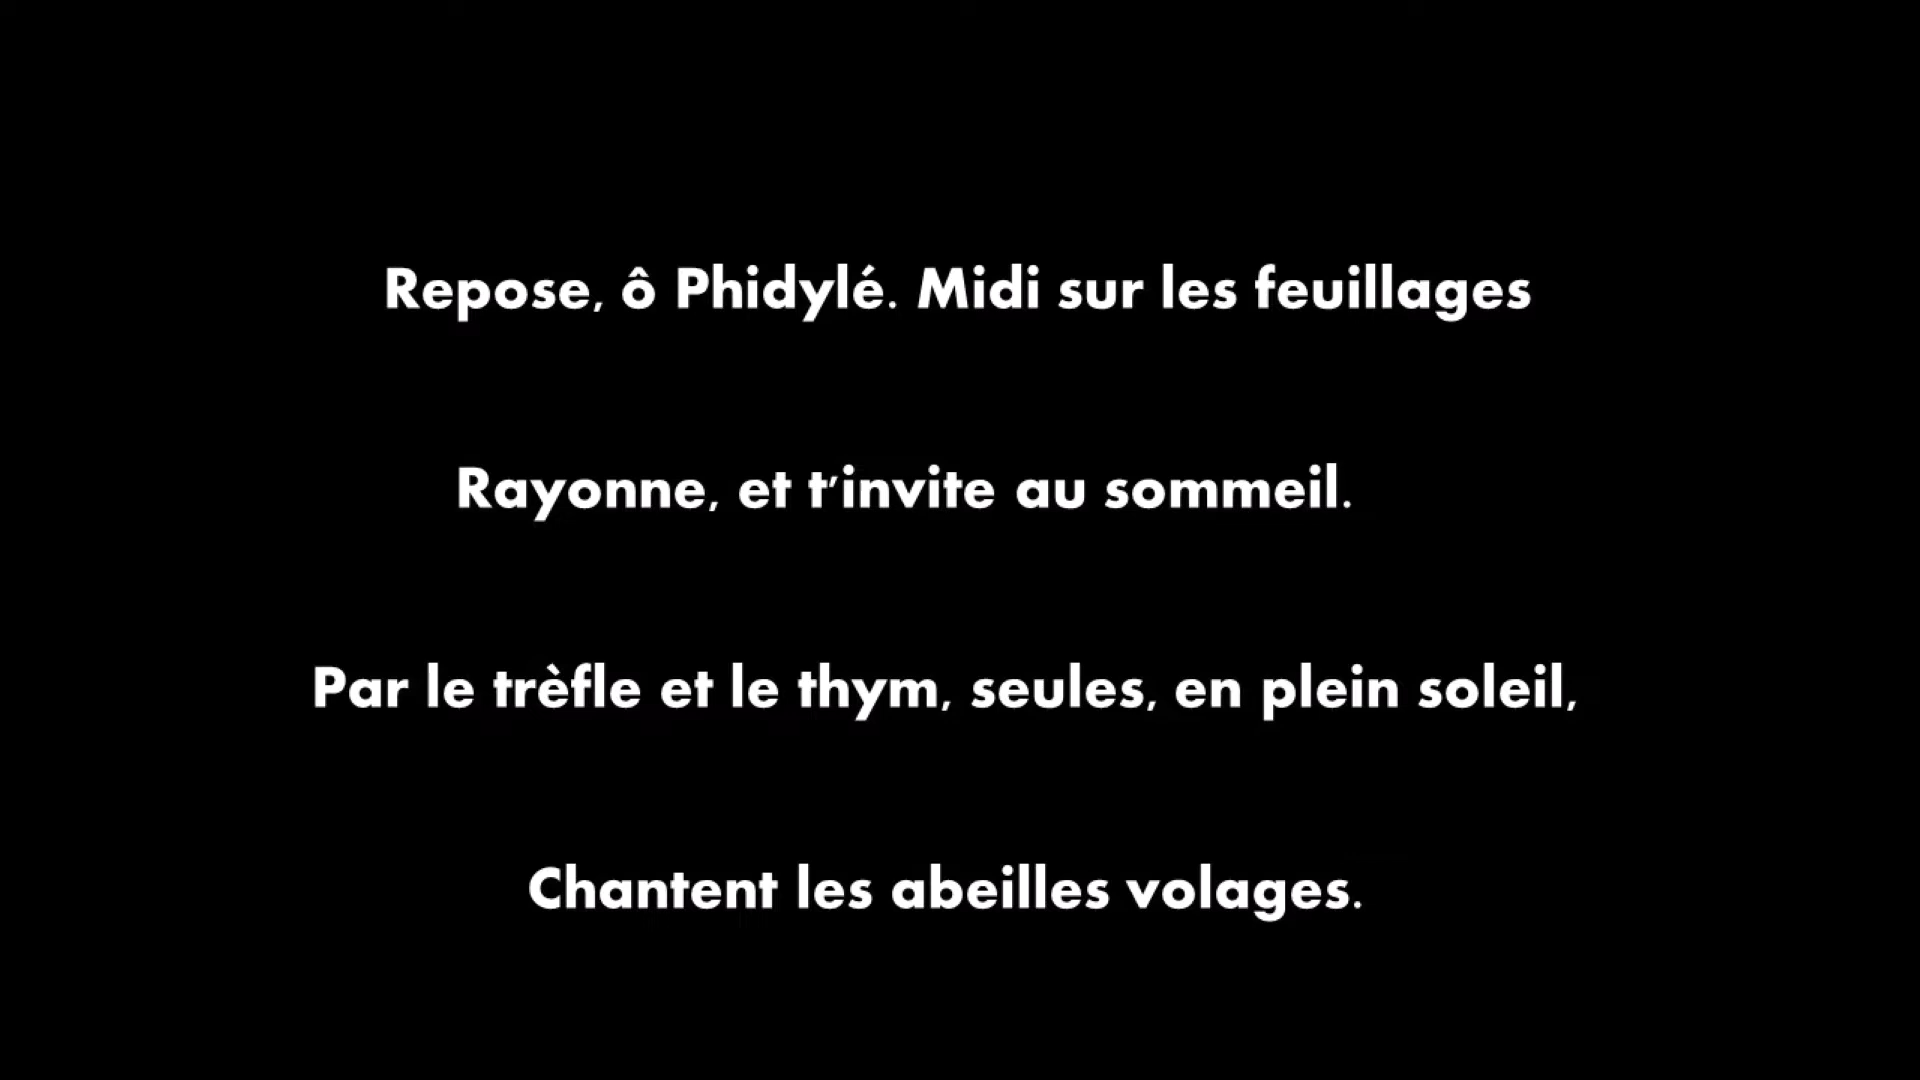 Repose, ô Phidylé. Midi sur les feuillages
Rayonne, et t'invite au sommeil.
Par le trèfle et le thym, seules, en plein soleil,
Chantent les abeilles volages.